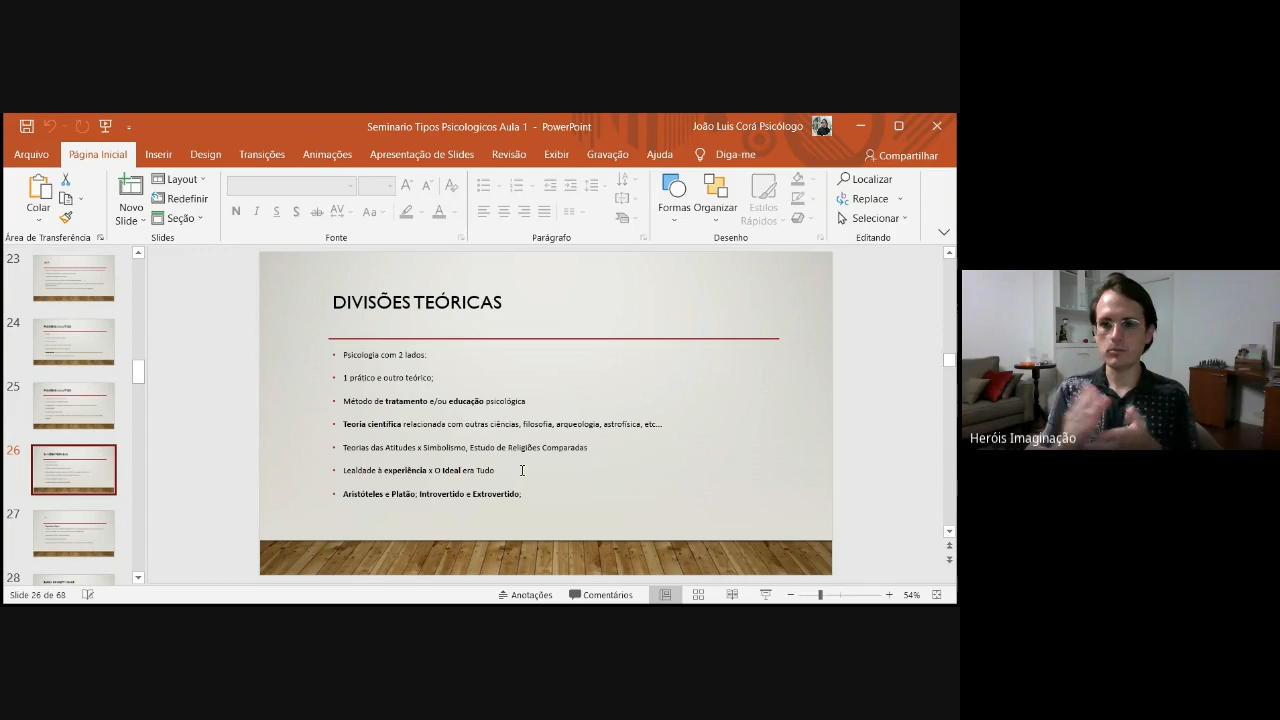 Seminario Tipos Psicologicos Aula 1 - PowerPoint
João Luis Corá Psicólogo
Arquivo
Página Inicial
Inserir
Design
Transições
Animações
Apresentação de Slides
Revisão
Exibir
Gravação
Ajuda
Diga-me
Compartilhar
Colar
Novo
Slide
Layout
Redefinir
Seção
N I S S ab AV Aa A
Formas
Organizar
Estilos
Rápidos
Localizar
Replace
Selecionar
Área de Transferência
Slides
Fonte
Parágrafo
Desenho
Editando
23
24
25
26
27
28
DIVISÕES TEÓRICAS
• Psicologia com 2 lados:
• 1 prático e outro teórico;
• Método de tratamento e/ou educação psicológica
• Teoria científica relacionada com outras ciências, filosofia, arqueologia, astrofísica, etc...
• Teorias das Atitudes x Simbolismo, Estudo de Religiões Comparadas
• Lealdade à experiência x O Ideal era Tudo
• Aristóteles e Platão; Introvertido e Extrovertido;
Heróis Imaginação
Slide 26 de 68
Anotações
Comentários
54%